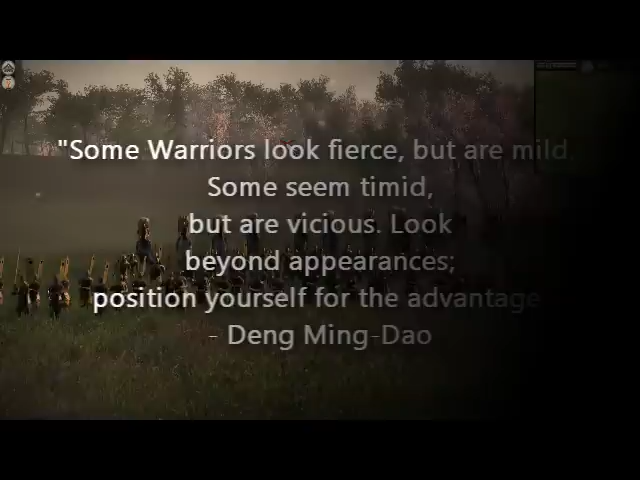 "Some Warriors look fierce, but are mild.
Some seem timid,
but are vicious. Look
beyond appearances;
position yourself for the advantage
- Deng Ming-Dao